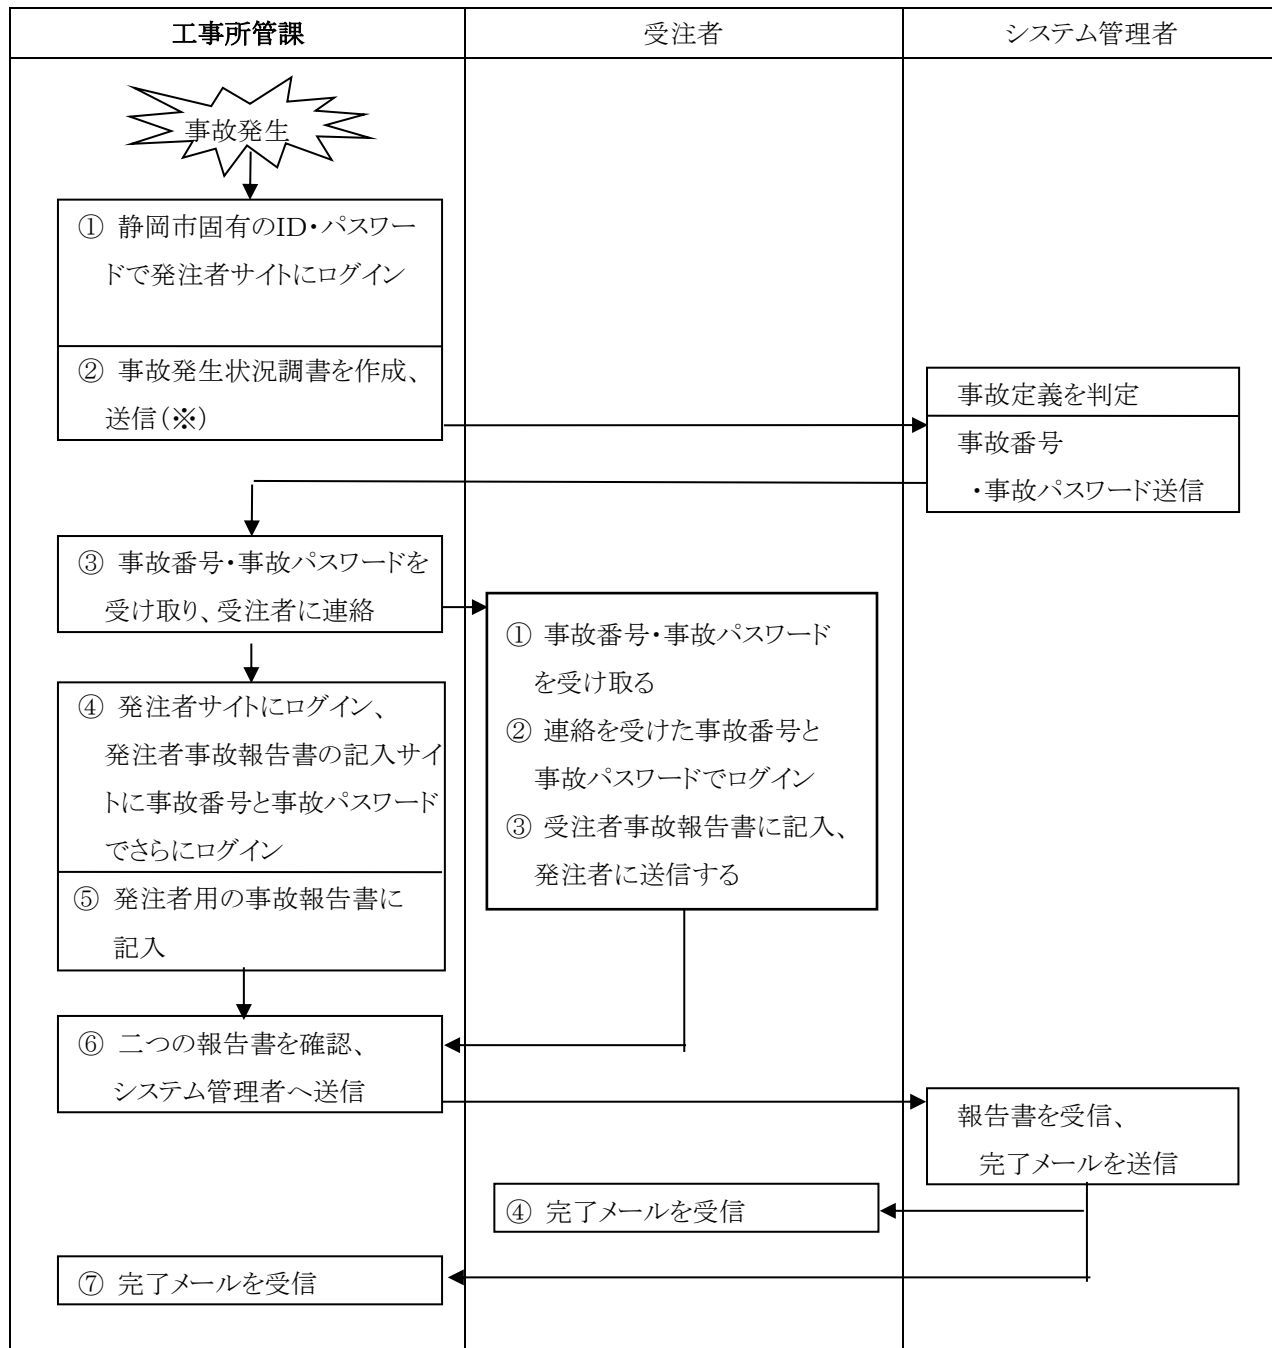 工事所管課
受注者
システム管理者
事故発生
① 静岡市固有のID・パスワー
ドで発注者サイトにログイン
② 事故発生状況調書を作成、
送信(※)
事故定義を判定
事故番号
・事故パスワード送信
③ 事故番号・事故パスワードを
受け取り、受注者に連絡
① 事故番号・事故パスワード
を受け取る
② 連絡を受けた事故番号と
事故パスワードでログイン
③ 受注者事故報告書に記入、
発注者に送信する
④ 発注者サイトにログイン、
発注者事故報告書の記入サイ
トに事故番号と事故パスワード
でさらにログイン
⑤ 発注者用の事故報告書に
記入
⑥ 二つの報告書を確認、
システム管理者へ送信
報告書を受信、
完了メールを送信
④ 完了メールを受信
⑦ 完了メールを受信